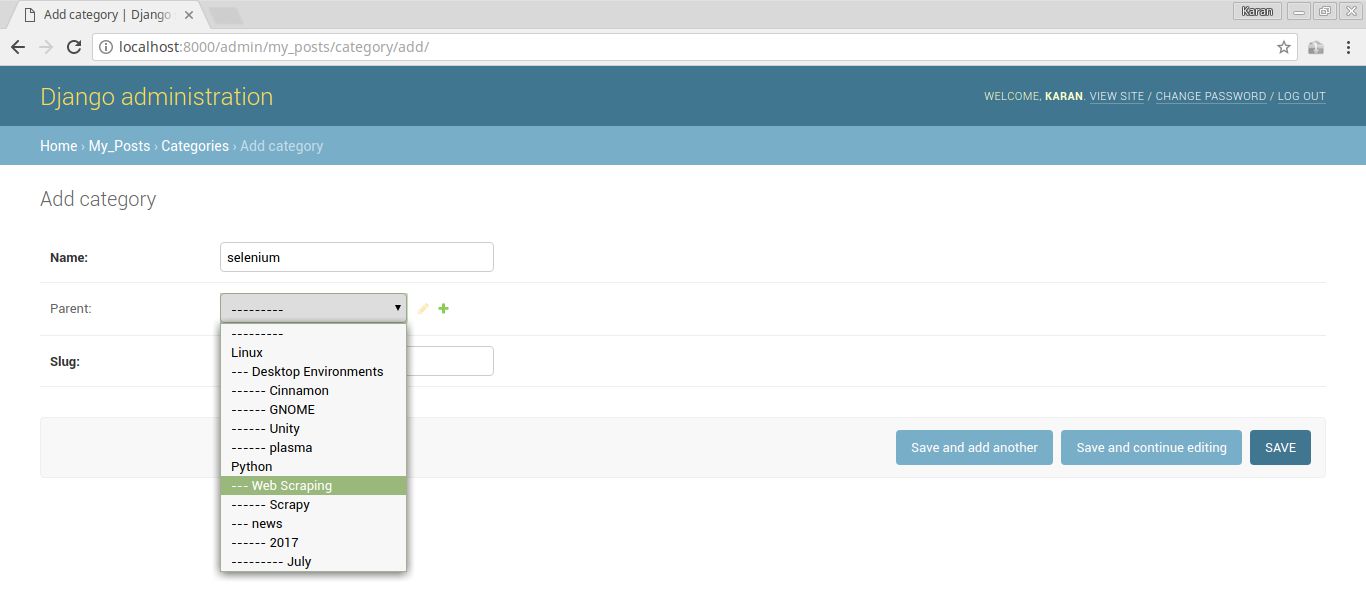 Add category | Django
Karan
localhost:8000/admin/my_posts/category/add/
Django administration
WELCOME, KARAN. VIEW SITE / CHANGE PASSWORD / LOG OUT
Home › My_Posts › Categories › Add category
Add category
Name:
selenium
Parent:
---------
---------
Linux
--- Desktop Environments
------ Cinnamon
------ GNOME
------ Unity
------ plasma
Python
--- Web Scraping
------ Scrapy
--- news
------ 2017
--------- July
Slug:
Save and add another
Save and continue editing
SAVE